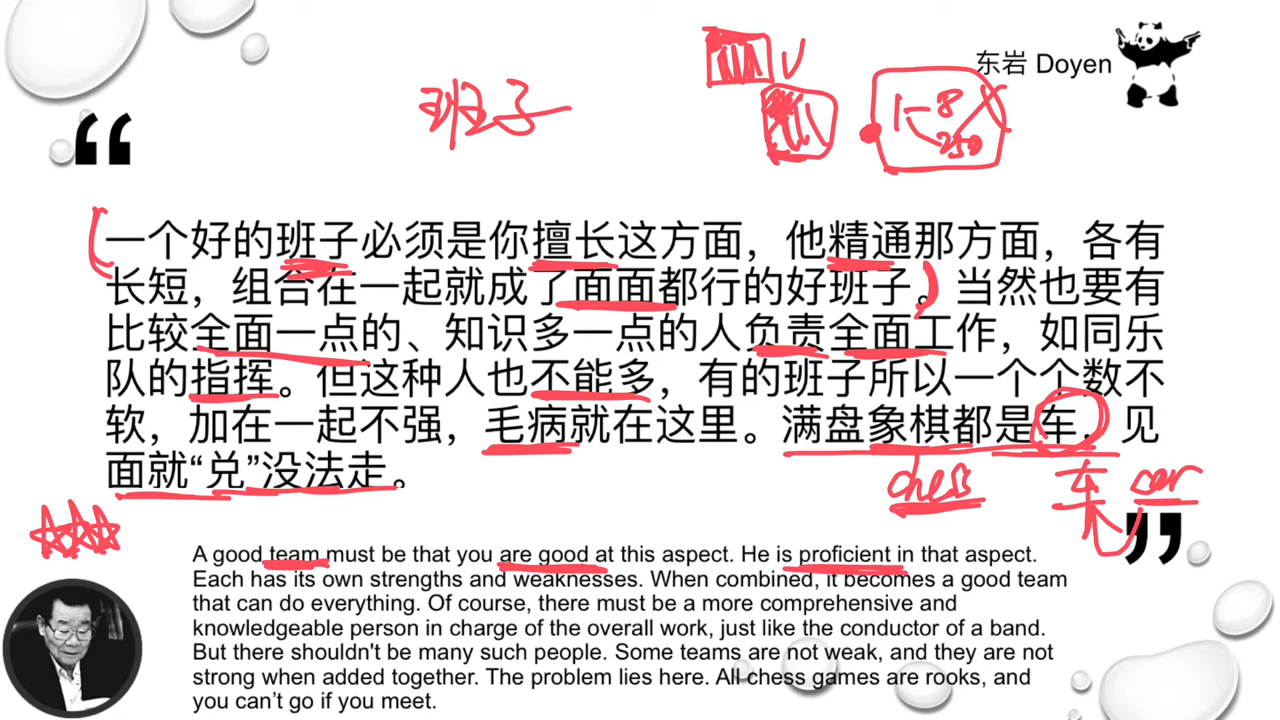 东岩 Doyen
班子
1-8
250
“
一个好的班子必须是你擅长这方面，他精通那方面，各有
长短，组合在一起就成了面面都行的好班子。当然也要有
比较全面一点的、知识多一点的人负责全面工作，如同乐
队的指挥。但这种人也不能多，有的班子所以一个个数不
软，加在一起不强，毛病就在这里。满盘象棋都是车，见
面就“兑”没法走。
chess 车 car
”
A good team must be that you are good at this aspect. He is proficient in that aspect.
Each has its own strengths and weaknesses. When combined, it becomes a good team
that can do everything. Of course, there must be a more comprehensive and
knowledgeable person in charge of the overall work, just like the conductor of a band.
But there shouldn't be many such people. Some teams are not weak, and they are not
strong when added together. The problem lies here. All chess games are rooks, and
you can’t go if you meet.